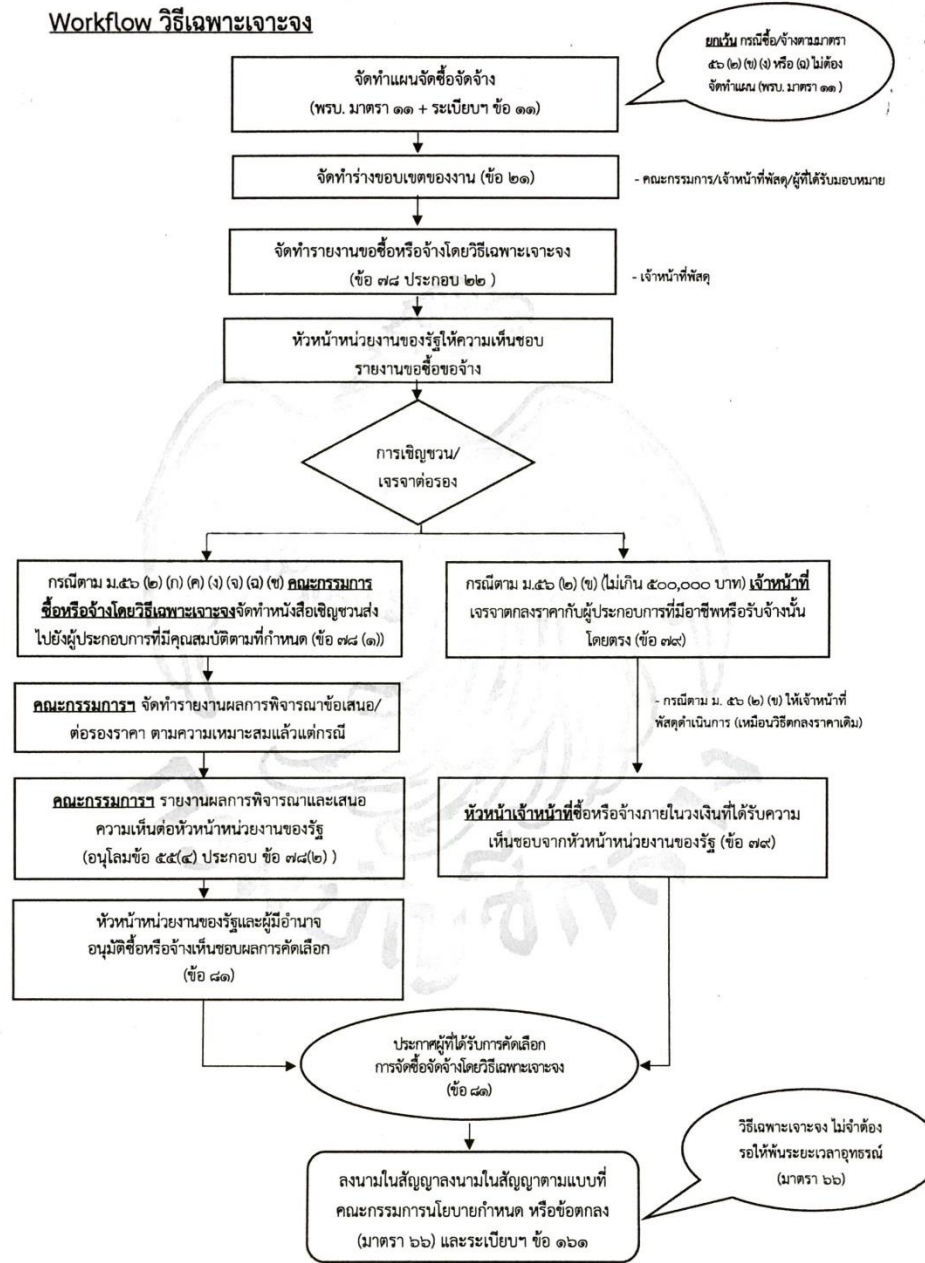 Workflow วิธีเฉพาะเจาะจง
ยกเว้น กรณีซื้อ/จ้างตามมาตรา
๕๖ (๒) (ข) (ง) หรือ (ฉ) ไม่ต้อง
จัดทำแผน (พรบ. มาตรา ๑๑ )
จัดทำแผนจัดซื้อจัดจ้าง
(พรบ. มาตรา ๑๑ + ระเบียบฯ ข้อ ๑๑)
จัดทำร่างขอบเขตของงาน (ข้อ ๒๑)
- คณะกรรมการ/เจ้าหน้าที่พัสดุ/ผู้ที่ได้รับมอบหมาย
จัดทำรายงานขอซื้อหรือจ้างโดยวิธีเฉพาะเจาะจง
(ข้อ ๗๘ ประกอบ ๒๒ )
- เจ้าหน้าที่พัสดุ
หัวหน้าหน่วยงานของรัฐให้ความเห็นชอบ
รายงานขอซื้อขอจ้าง
การเชิญชวน/
เจรจาต่อรอง
กรณีตาม ม.๕๖ (๒) (ก) (ค) (ง) (จ) (ฉ) (ช) คณะกรรมการ
ซื้อหรือจ้างโดยวิธีเฉพาะเจาะจงจัดทำหนังสือเชิญชวนส่ง
ไปยังผู้ประกอบการที่มีคุณสมบัติตามที่กำหนด (ข้อ ๗๘ (๑))
กรณีตาม ม.๕๖ (๒) (ข) (ไม่เกิน ๕๐๐,๐๐๐ บาท) เจ้าหน้าที่
เจรจาตกลงราคากับผู้ประกอบการที่มีอาชีพหรือรับจ้างนั้น
โดยตรง (ข้อ ๗๙)
คณะกรรมการฯ จัดทำรายงานผลการพิจารณาข้อเสนอ/
ต่อรองราคา ตามความเหมาะสมแล้วแต่กรณี
- กรณีตาม ม. ๕๖ (๒) (ข) ให้เจ้าหน้าที่
พัสดุดำเนินการ (เหมือนวิธีตกลงราคาเดิม)
คณะกรรมการฯ รายงานผลการพิจารณาและเสนอ
ความเห็นต่อหัวหน้าหน่วยงานของรัฐ
(อนุโลมข้อ ๕๕(๔) ประกอบ ข้อ ๗๘(๒) )
หัวหน้าเจ้าหน้าที่ซื้อหรือจ้างภายในวงเงินที่ได้รับความ
เห็นชอบจากหัวหน้าหน่วยงานของรัฐ (ข้อ ๗๙)
หัวหน้าหน่วยงานของรัฐและผู้มีอำนาจ
อนุมัติซื้อหรือจ้างเห็นชอบผลการคัดเลือก
(ข้อ ๘๑)
ประกาศผู้ที่ได้รับการคัดเลือก
การจัดซื้อจัดจ้างโดยวิธีเฉพาะเจาะจง
(ข้อ ๘๑)
วิธีเฉพาะเจาะจง ไม่จำต้อง
รอให้พ้นระยะเวลาอุทธรณ์
(มาตรา ๖๖)
ลงนามในสัญญาลงนามในสัญญาตามแบบที่
คณะกรรมการนโยบายกำหนด หรือข้อตกลง
(มาตรา ๖๖) และระเบียบฯ ข้อ ๑๖๑